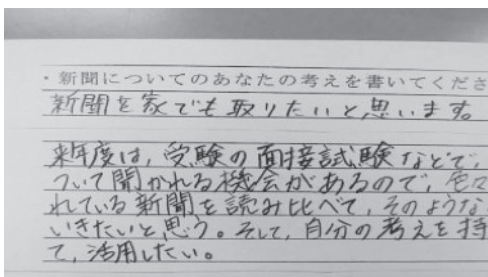 ・新聞についてのあなたの考えを書いてくださ
新聞を家でも取りたいと思います。
来年度は、受験の面接試験などで、
ついて聞かれる機会があるので、色々
れている新聞を読み比べて、そのような
いきたいと思う。そして、自分の考えを持
て、活用したい。